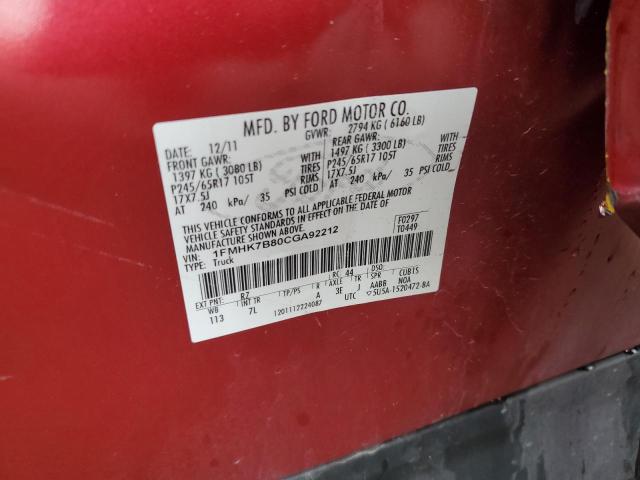 MFD. BY FORD MOTOR CO.
DATE: 12/11 GVWR: 2794 KG ( 6160 LB)
FRONT GAWR: REAR GAWR:
1397 KG ( 3080 LB) WITH 1497 KG ( 3300 LB) WITH
P245/65R17 105T TIRES P245/65R17 105T TIRES
17X7.5J RIMS 17X7.5J RIMS
AT 240 kPa/ 35 PSI COLD AT 240 kPa/ 35 PSI COLD
THIS VEHICLE CONFORMS TO ALL APPLICABLE FEDERAL MOTOR
VEHICLE SAFETY STANDARDS IN EFFECT ON THE DATE OF
MANUFACTURE SHOWN ABOVE.
VIN: 1FMHK7B80CGA92212 F0297
TYPE: Truck T0449
EXT PNT: RZ RC: 44 DSO:
WB INT TR TP/PS R AXLE TR SPR CUBIS
113 7L A 3E J AABB NOA
1201112224087 UTC 5U5A-1520472-BA